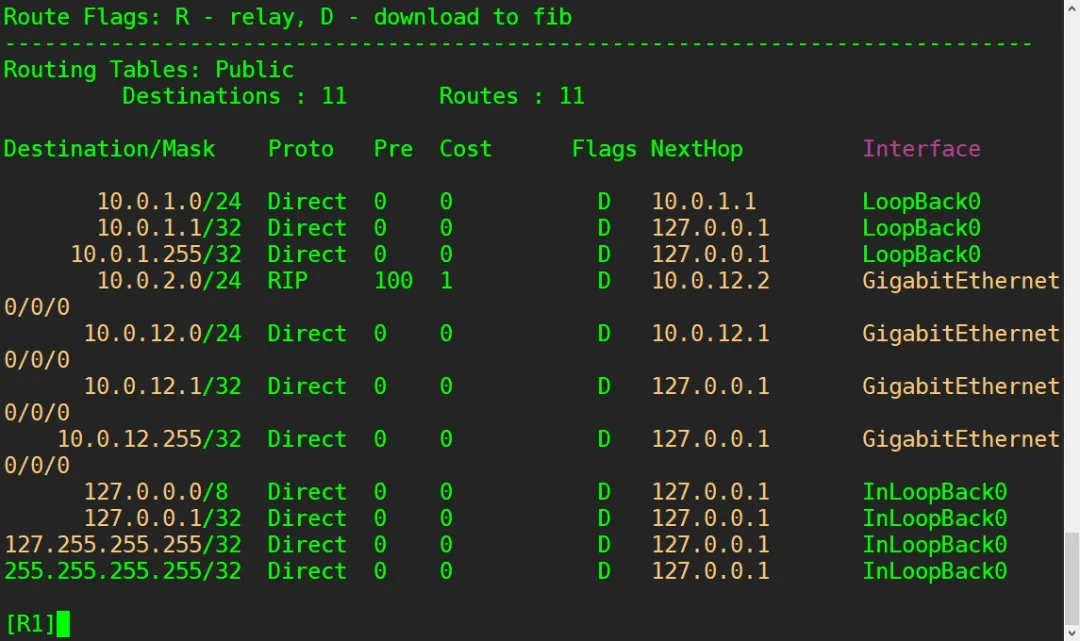 Route Flags: R - relay, D - download to fib
------------------------------------------------------------------------------
Routing Tables: Public
         Destinations : 11       Routes : 11

Destination/Mask    Proto   Pre  Cost      Flags NextHop         Interface

       10.0.1.0/24  Direct  0    0           D   10.0.1.1        LoopBack0
       10.0.1.1/32  Direct  0    0           D   127.0.0.1       LoopBack0
     10.0.1.255/32  Direct  0    0           D   127.0.0.1       LoopBack0
       10.0.2.0/24  RIP     100  1           D   10.0.12.2       GigabitEthernet
0/0/0
      10.0.12.0/24  Direct  0    0           D   10.0.12.1       GigabitEthernet
0/0/0
      10.0.12.1/32  Direct  0    0           D   127.0.0.1       GigabitEthernet
0/0/0
    10.0.12.255/32  Direct  0    0           D   127.0.0.1       GigabitEthernet
0/0/0
      127.0.0.0/8   Direct  0    0           D   127.0.0.1       InLoopBack0
      127.0.0.1/32  Direct  0    0           D   127.0.0.1       InLoopBack0
127.255.255.255/32  Direct  0    0           D   127.0.0.1       InLoopBack0
255.255.255.255/32  Direct  0    0           D   127.0.0.1       InLoopBack0

[R1]